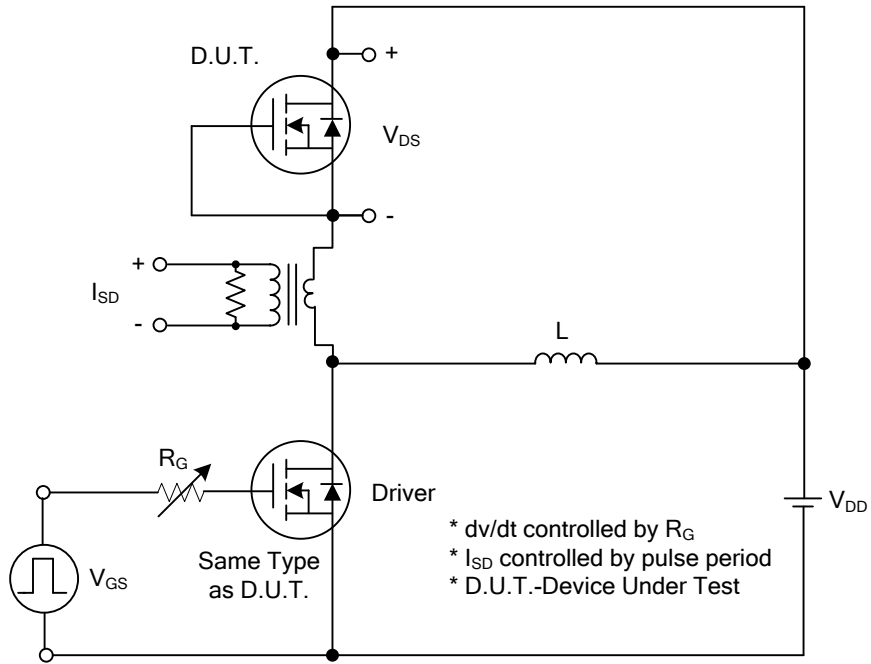 D.U.T.
+
V_DS
-
+
I_SD
-
L
R_G
Driver
V_DD
Same Type
as D.U.T.
V_GS
* dv/dt controlled by R_G
* I_SD controlled by pulse period
* D.U.T.-Device Under Test